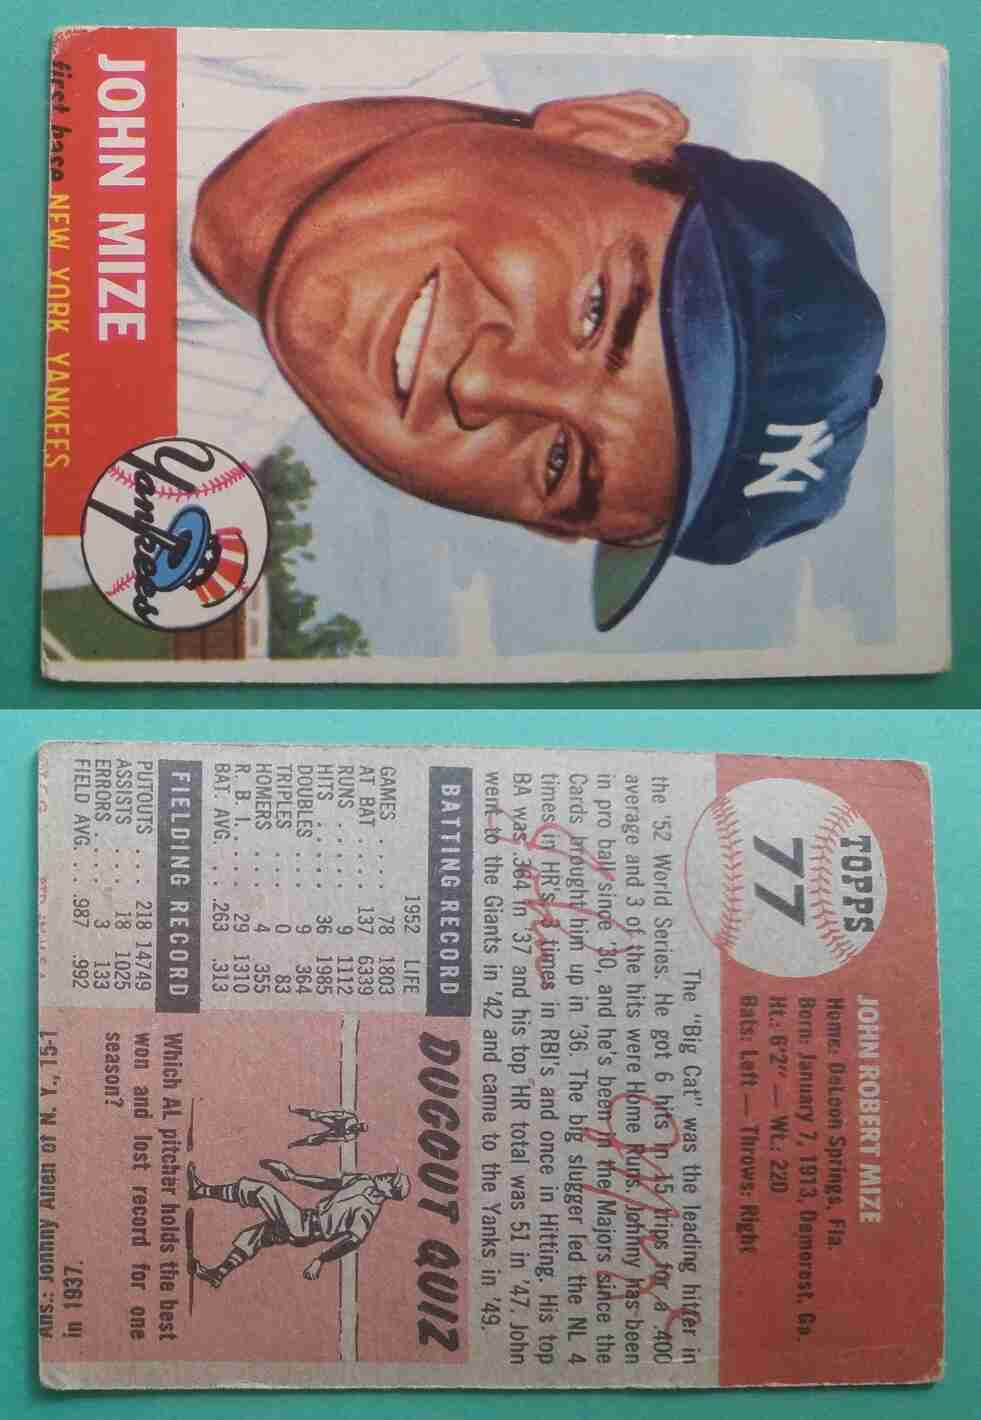 JOHN MIZE
first base NEW YORK YANKEES
Yankees
NY
TOPPS
77
JOHN ROBERT MIZE
Home: DeLeon Springs, Fla.
Born: January 7, 1913, Demorest, Ga.
Ht.: 6'2" — Wt.: 220
Bats: Left — Throws: Right
The "Big Cat" was the leading hitter in
the '52 World Series. He got 6 hits in 15 trips for a .400
average and 3 of the hits were Home Runs. Johnny has been
in pro ball since '30, and he's been in the Majors since the
Cards brought him up in '36. The big slugger led the NL 4
times in HR's 3 times in RBI's and once in Hitting. His top
BA was .364 in '37 and his top HR total was 51 in '47. John
went to the Giants in '42 and came to the Yanks in '49.
John Mize
BATTING RECORD
1952 LIFE
GAMES . . . . 78 1803
AT BAT . . . . 137 6339
RUNS . . . . 9 1112
HITS . . . . . 36 1985
DOUBLES . . . 9 364
TRIPLES . . . 0 83
HOMERS . . . 4 355
R. B. I. . . . . 29 1310
BAT. AVG. . . .263 .313
FIELDING RECORD
PUTOUTS . . . 218 14749
ASSISTS . . . 18 1025
ERRORS . . . . 3 133
FIELD AVG. . . .987 .992
DUGOUT QUIZ
Which AL pitcher holds the best
won and lost record for one
season?
Ans.: Johnny Allen of N. Y., 15-1
in 1937.